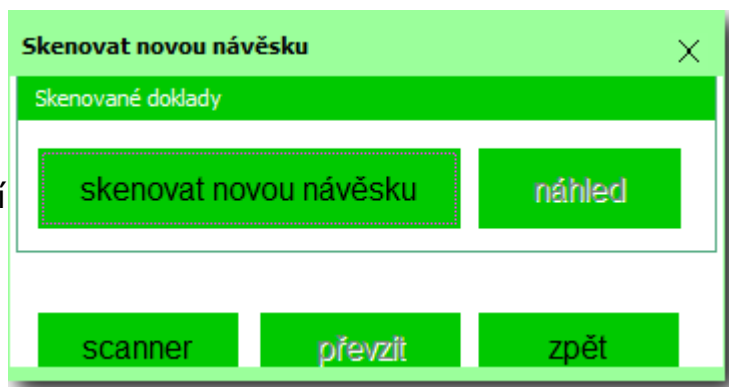 Skenovat novou návěsku
Skenované doklady
í skenovat novou návěsku náhled
scanner převzít zpět